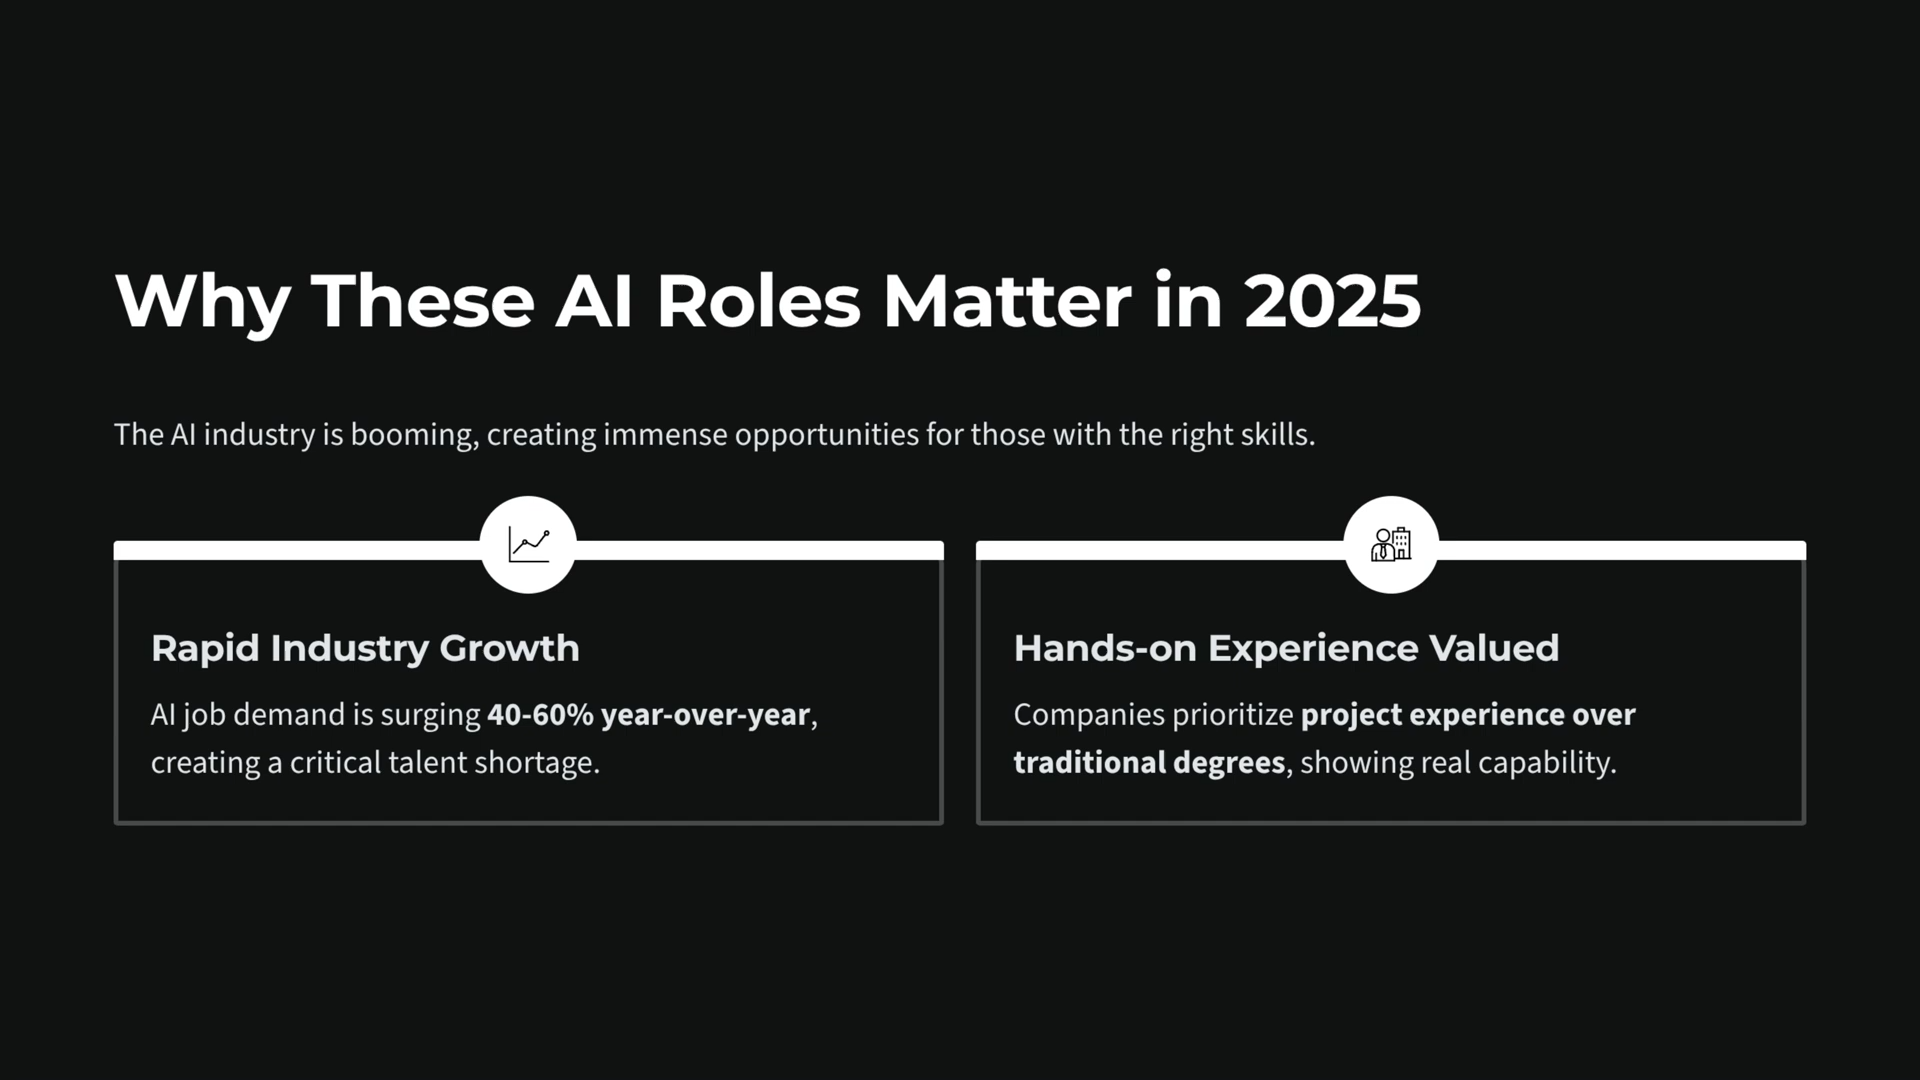 Why These AI Roles Matter in 2025
The AI industry is booming, creating immense opportunities for those with the right skills.
Rapid Industry Growth
AI job demand is surging 40-60% year-over-year,
creating a critical talent shortage.
Hands-on Experience Valued
Companies prioritize project experience over
traditional degrees, showing real capability.